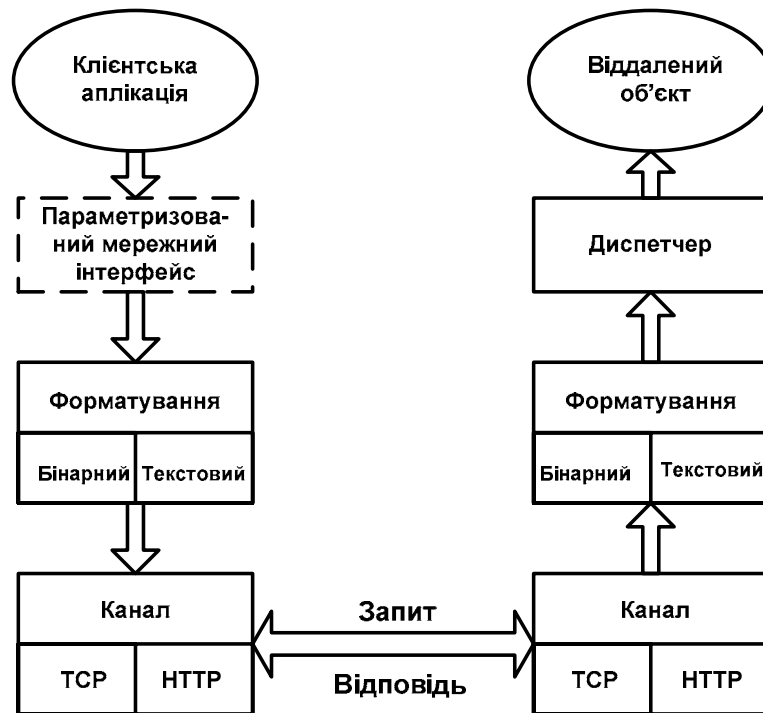 Клієнтська
аплікація
Параметризова-
ний мережний
інтерфейс
Форматування
Бінарний Текстовий
Канал
TCP HTTP
Запит
Відповідь
Віддалений
об’єкт
Диспетчер
Форматування
Бінарний Текстовий
Канал
TCP HTTP